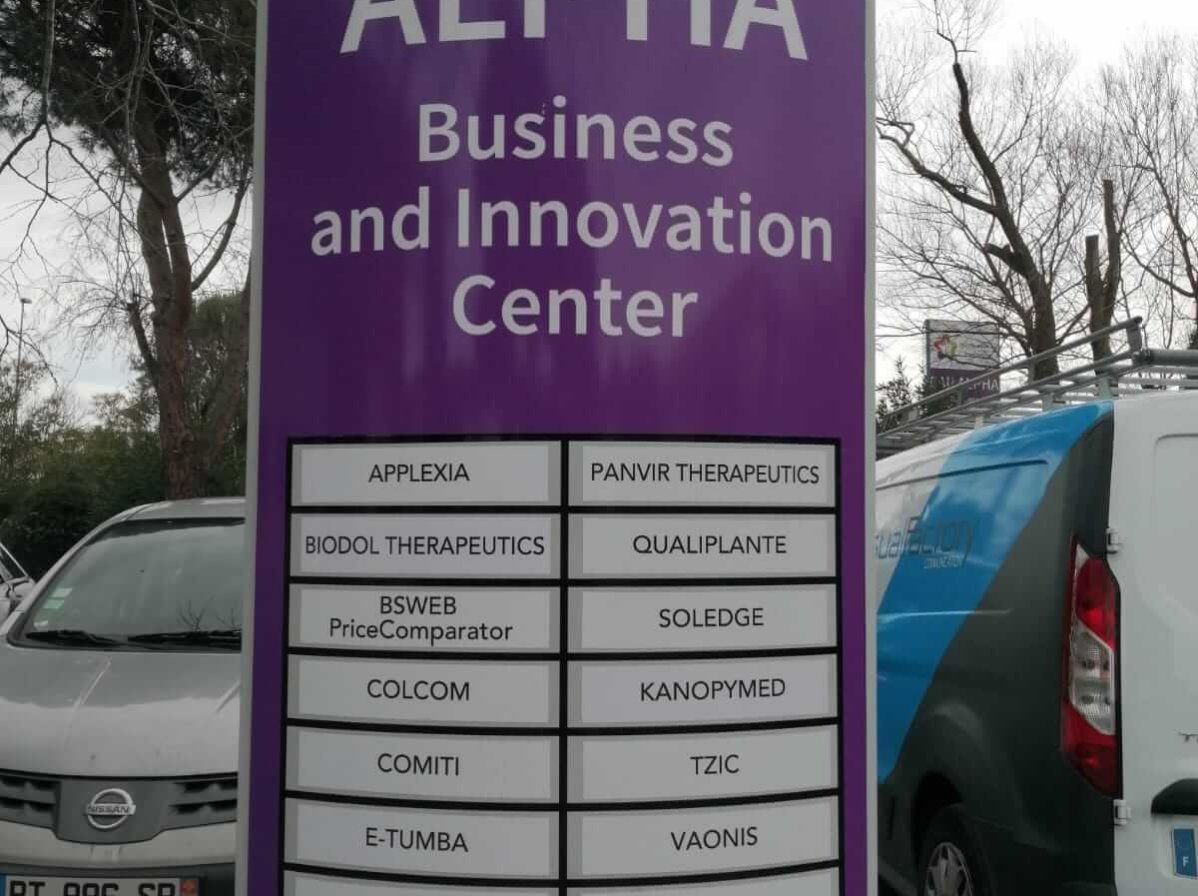 ALPHA
Business
and Innovation
Center
APPLEXIA
PANVIR THERAPEUTICS
BIODOL THERAPEUTICS
QUALIPLANTE
BSWEB
PriceComparator
SOLEDGE
COLCOM
KANOPYMED
COMITI
TZIC
E-TUMBA
VAONIS
NISSAN
F